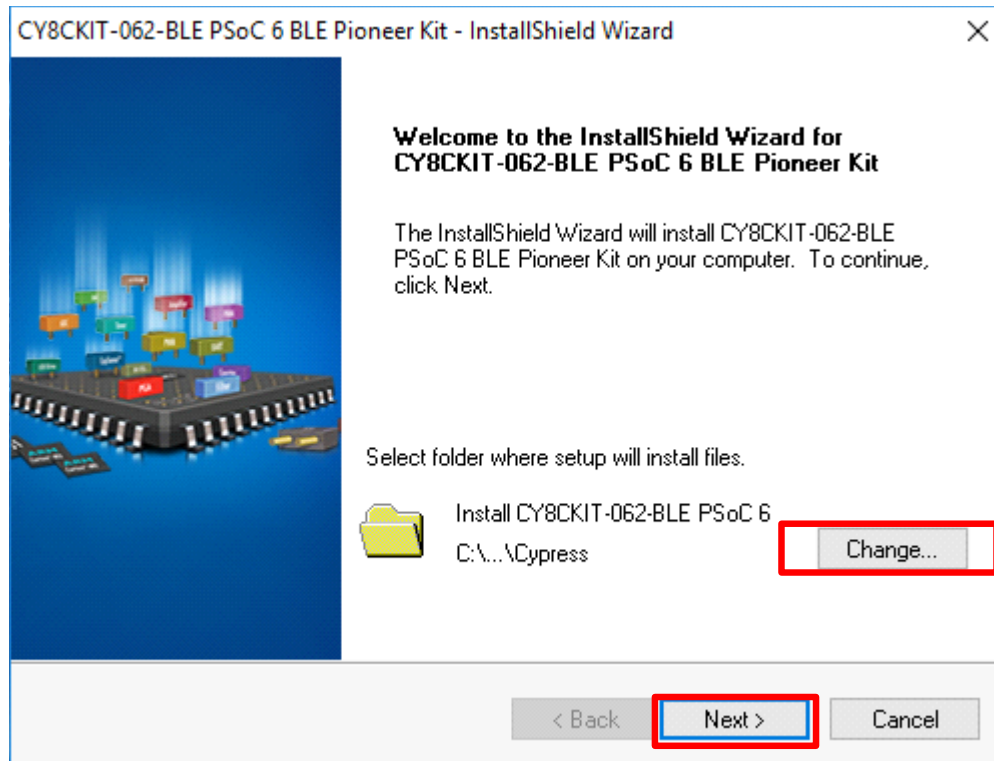 CY8CKIT-062-BLE PSoC 6 BLE Pioneer Kit - InstallShield Wizard
Welcome to the InstallShield Wizard for
CY8CKIT-062-BLE PSoC 6 BLE Pioneer Kit
The InstallShield Wizard will install CY8CKIT-062-BLE
PSoC 6 BLE Pioneer Kit on your computer. To continue,
click Next.
Select folder where setup will install files.
Install CY8CKIT-062-BLE PSoC 6
C:\...\Cypress
Change...
< Back
Next >
Cancel